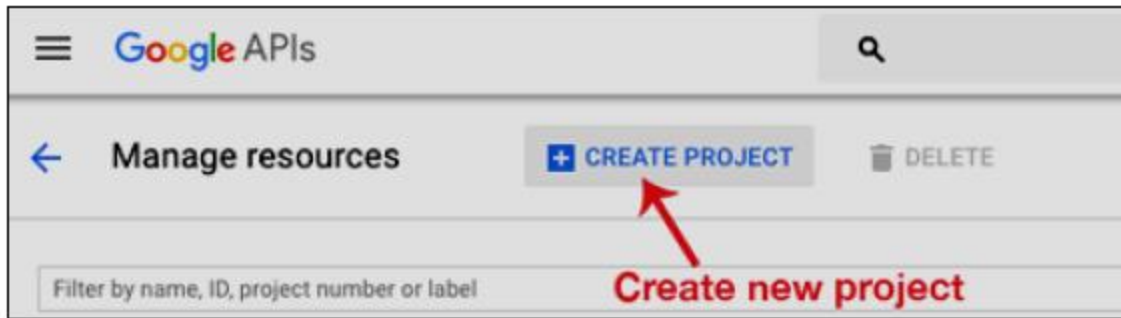 Google APIs
Manage resources
CREATE PROJECT
DELETE
Filter by name, ID, project number or label
Create new project